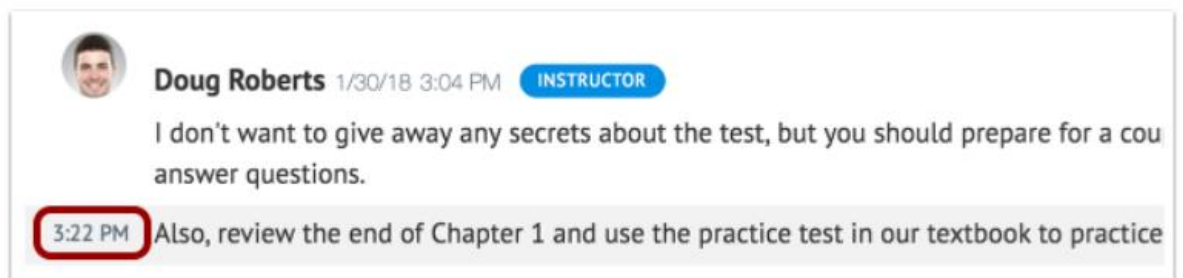 Doug Roberts 1/30/18 3:04 PM INSTRUCTOR
I don't want to give away any secrets about the test, but you should prepare for a cou
answer questions.
3:22 PM Also, review the end of Chapter 1 and use the practice test in our textbook to practice